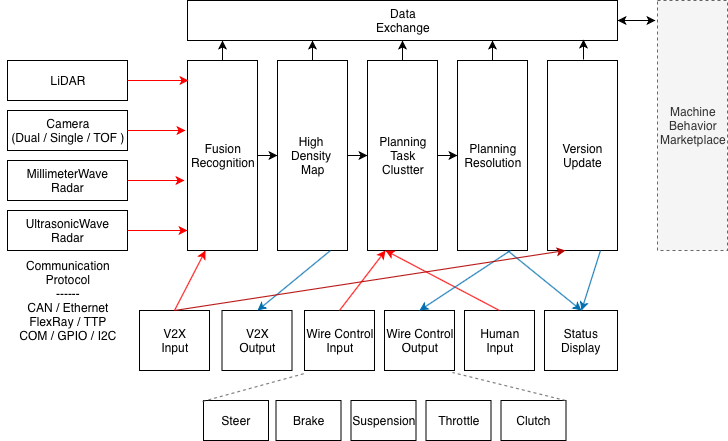 Data
Exchange
LiDAR
Camera
(Dual / Single / TOF )
MillimeterWave
Radar
UltrasonicWave
Radar
Fusion
Recognition
High
Density
Map
Planning
Task
Clustter
Planning
Resolution
Version
Update
Machine
Behavior
Marketplace
Communication
Protocol
------
CAN / Ethernet
FlexRay / TTP
COM / GPIO / I2C
V2X
Input
V2X
Output
Wire Control
Input
Wire Control
Output
Human
Input
Status
Display
Steer
Brake
Suspension
Throttle
Clutch